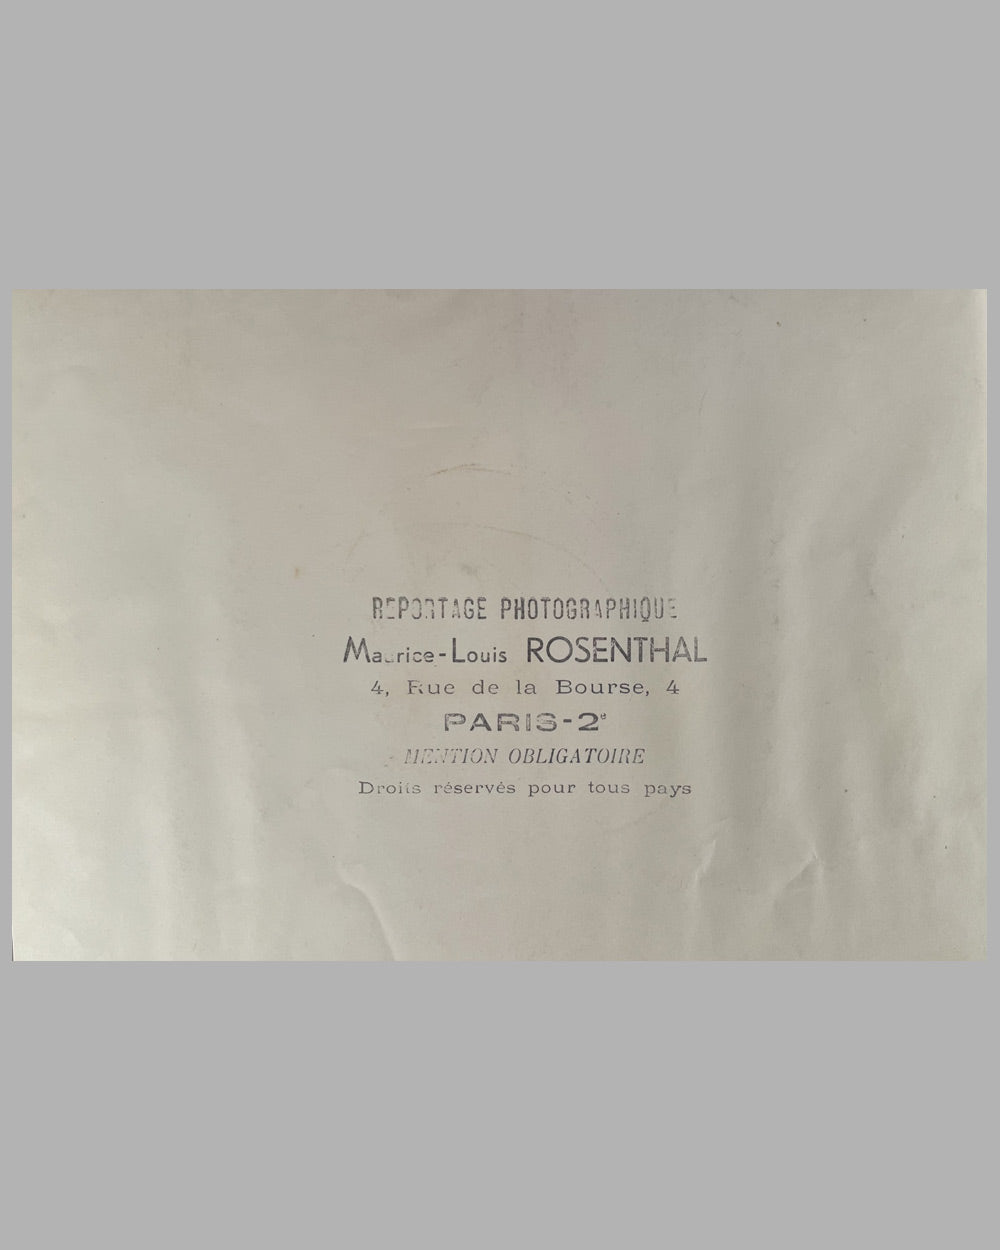 REPORTAGE PHOTOGRAPHIQUE
Maurice-Louis ROSENTHAL
4, Rue de la Bourse, 4
PARIS-2e
MENTION OBLIGATOIRE
Droits réservés pour tous pays